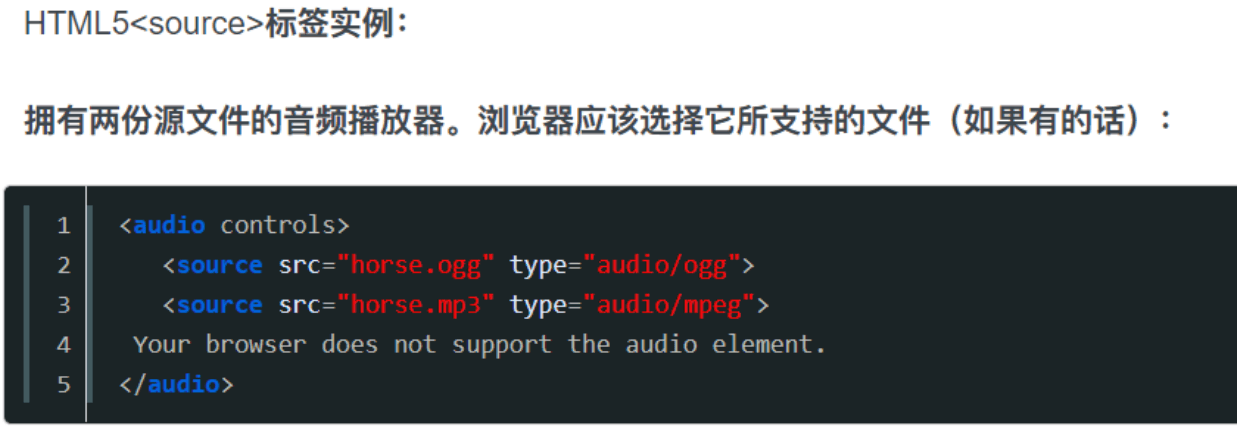 HTML5<source>标签实例：
拥有两份源文件的音频播放器。浏览器应该选择它所支持的文件（如果有的话）：
1 <audio controls>
2 <source src="horse.ogg" type="audio/ogg">
3 <source src="horse.mp3" type="audio/mpeg">
4 Your browser does not support the audio element.
5 </audio>